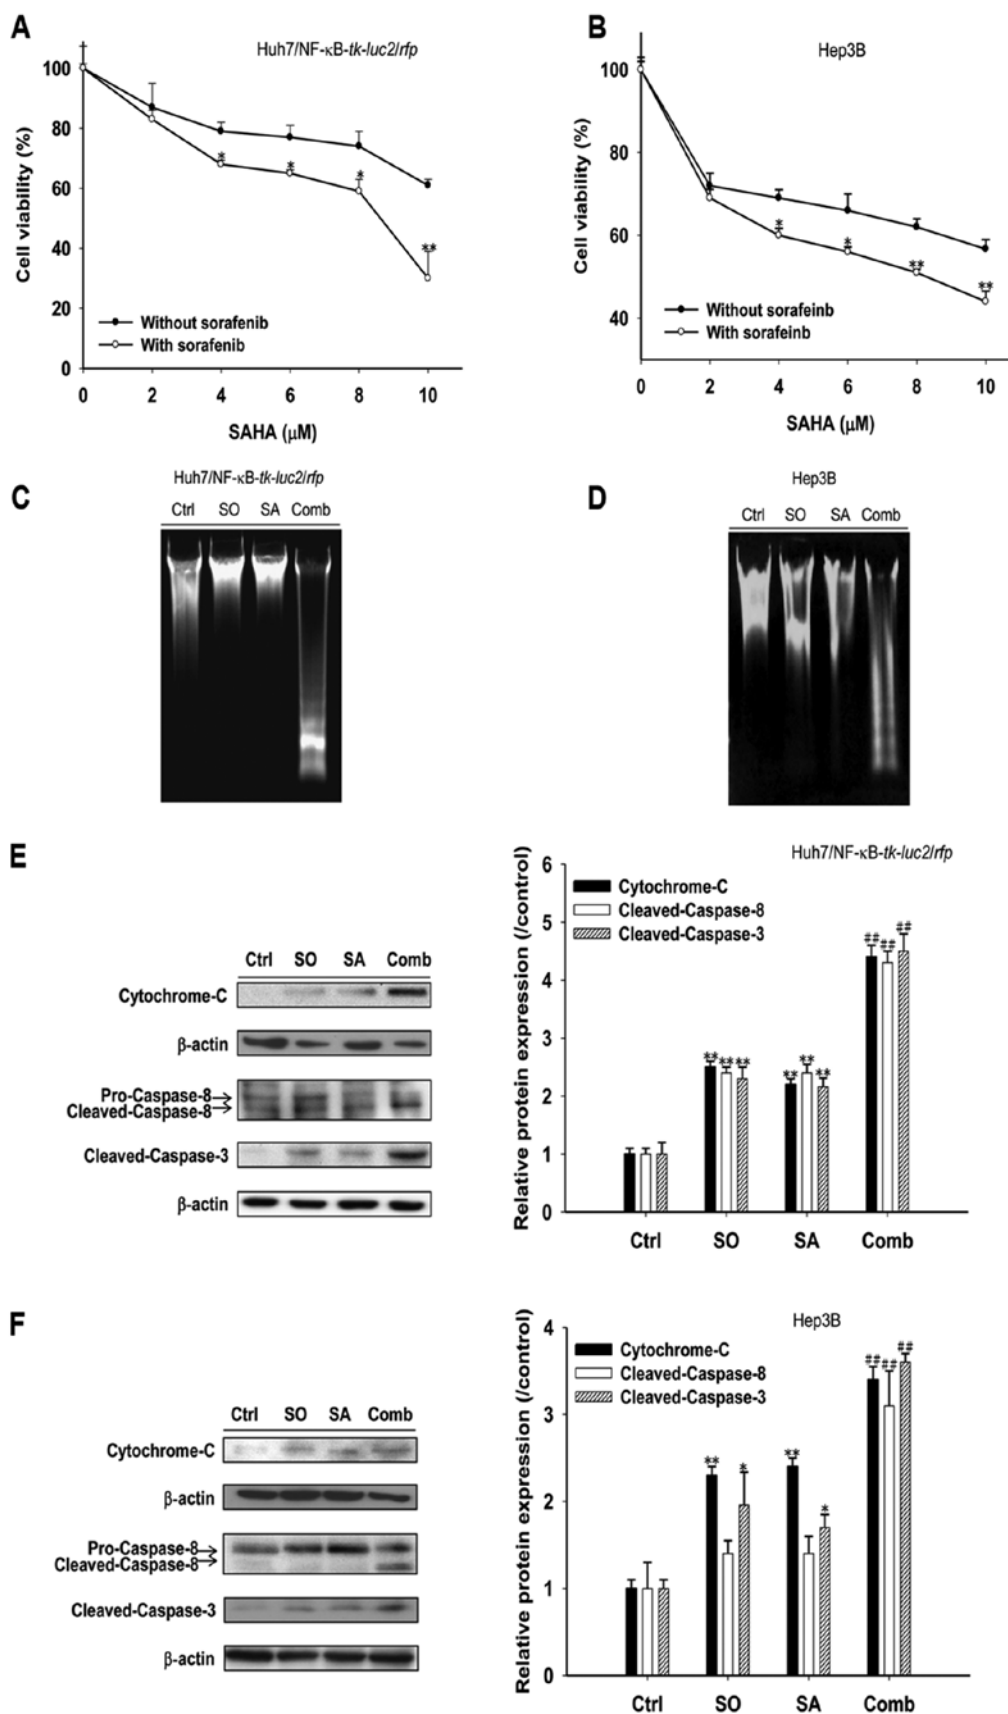 A
Huh7/NF-κB-tk-luc2/rfp
Cell viability (%)
100
80
60
40
20
0
*
*
*
**
Without sorafenib
With sorafenib
0 2 4 6 8 10
SAHA (μM)
B
Hep3B
Cell viability (%)
100
80
60
40
*
*
**
**
Without sorafeinb
With sorafeinb
0 2 4 6 8 10
SAHA (μM)
C
Huh7/NF-κB-tk-luc2/rfp
Ctrl SO SA Comb
D
Hep3B
Ctrl SO SA Comb
E
Ctrl SO SA Comb
Cytochrome-C
β-actin
Pro-Caspase-8
Cleaved-Caspase-8
Cleaved-Caspase-3
β-actin
Huh7/NF-κB-tk-luc2/rfp
Relative protein expression (/control)
6
5
4
3
2
1
0
Cytochrome-C
Cleaved-Caspase-8
Cleaved-Caspase-3
** ** **
** ** **
## ## ##
Ctrl SO SA Comb
F
Ctrl SO SA Comb
Cytochrome-C
β-actin
Pro-Caspase-8
Cleaved-Caspase-8
Cleaved-Caspase-3
β-actin
Hep3B
Relative protein expression (/control)
4
3
2
1
0
Cytochrome-C
Cleaved-Caspase-8
Cleaved-Caspase-3
** *
** *
## ## ##
Ctrl SO SA Comb